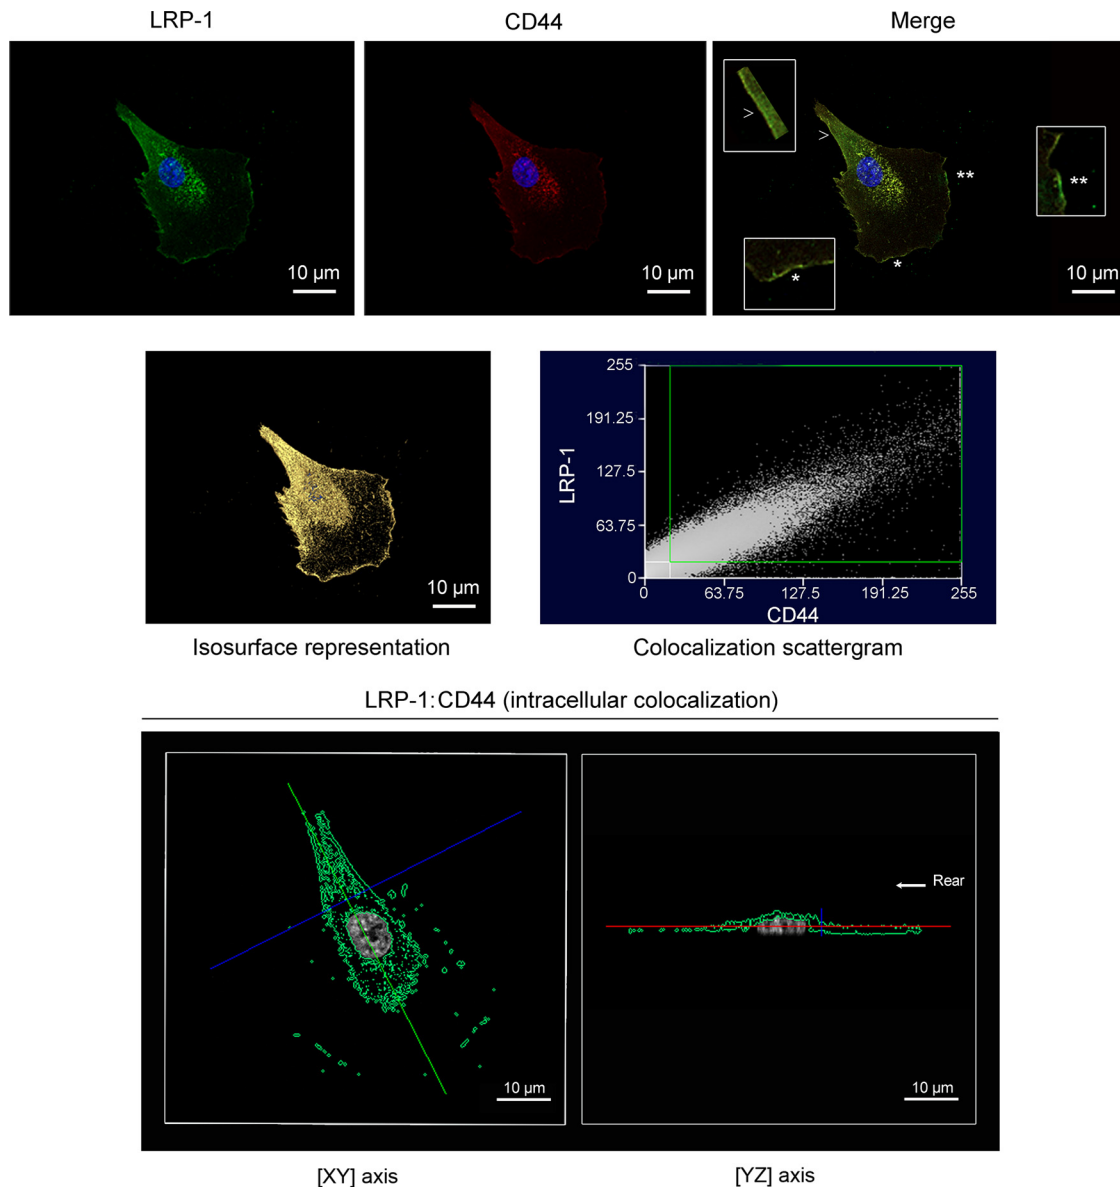 LRP-1
CD44
Merge
>
>
**
**
*
*
10 µm
10 µm
10 µm
255
191.25
127.5
63.75
0
LRP-1
0
63.75
127.5
191.25
255
CD44
10 µm
Isosurface representation
Colocalization scattergram
LRP-1:CD44 (intracellular colocalization)
Rear
10 µm
10 µm
[XY] axis
[YZ] axis